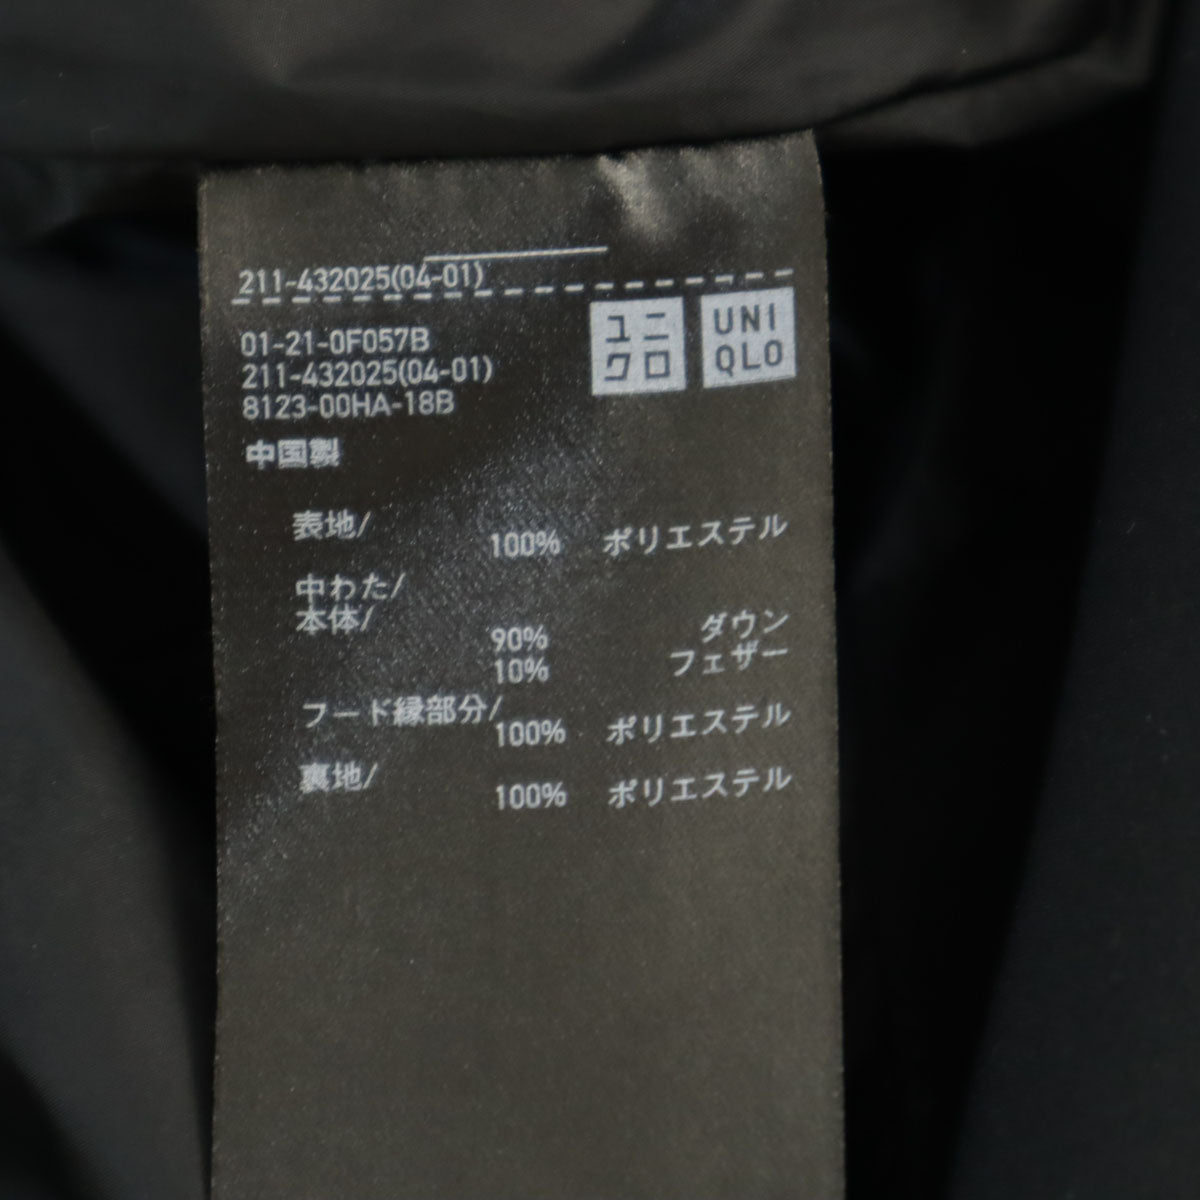 211-432025(04-01)
01-21-0F057B
211-432025(04-01)
8123-00HA-18B
中国製
ユニ
クロ
UNI
QLO
表地/
100% ポリエステル
中わた/
本体/
90% ダウン
10% フェザー
フード縁部分/
100% ポリエステル
裏地/
100% ポリエステル